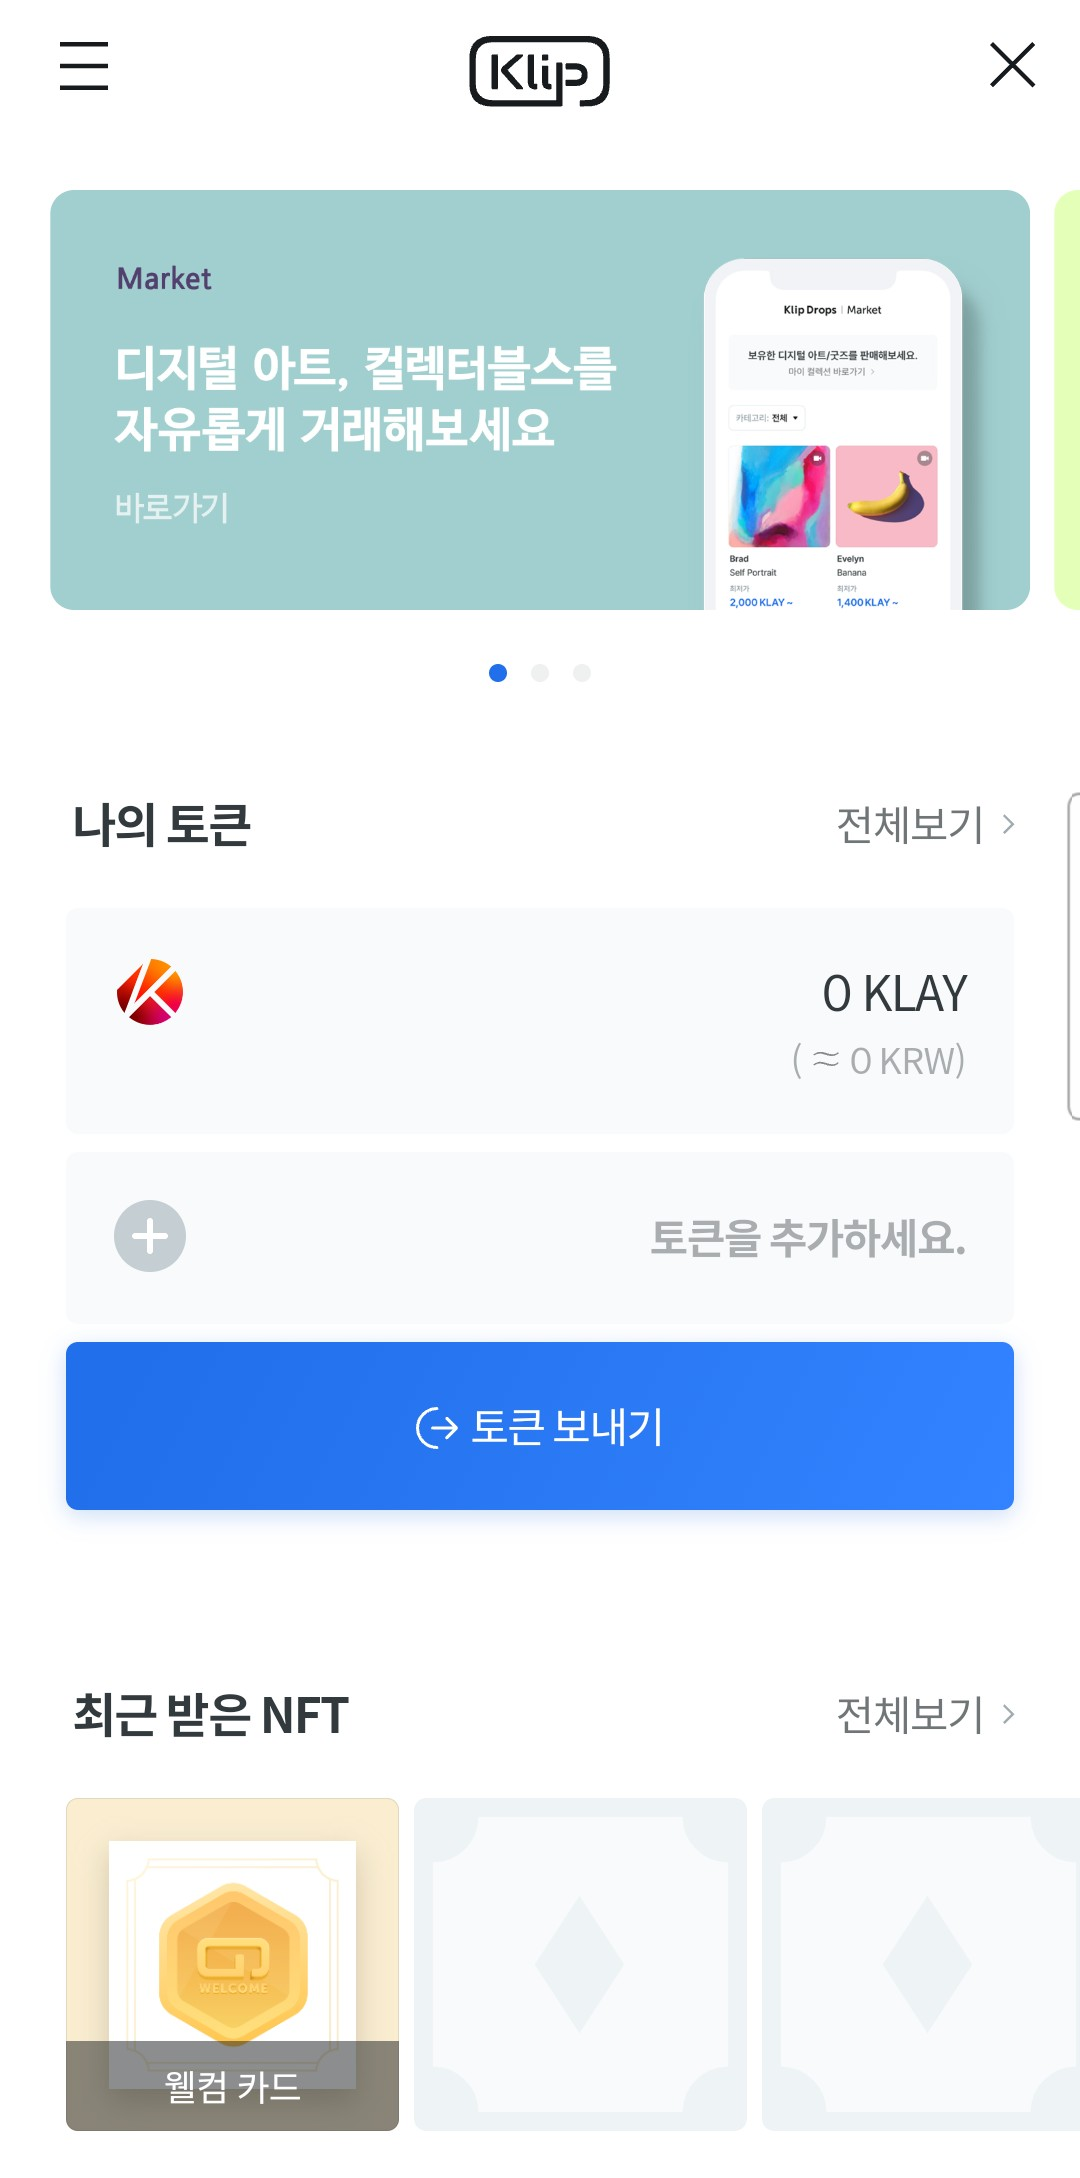 Klip
Market
디지털 아트, 컬렉터블스를
자유롭게 거래해보세요
바로가기
Klip Drops | Market
보유한 디지털 아트/굿즈를 판매해보세요.
마이 컬렉션 바로가기 >
카테고리: 전체
Brad
Self Portrait
최저가
2,000 KLAY ~
Evelyn
Banana
최저가
1,400 KLAY ~
나의 토큰
전체보기 >
0 KLAY
( ≈ 0 KRW)
토큰을 추가하세요.
토큰 보내기
최근 받은 NFT
전체보기 >
WELCOME
웰컴 카드